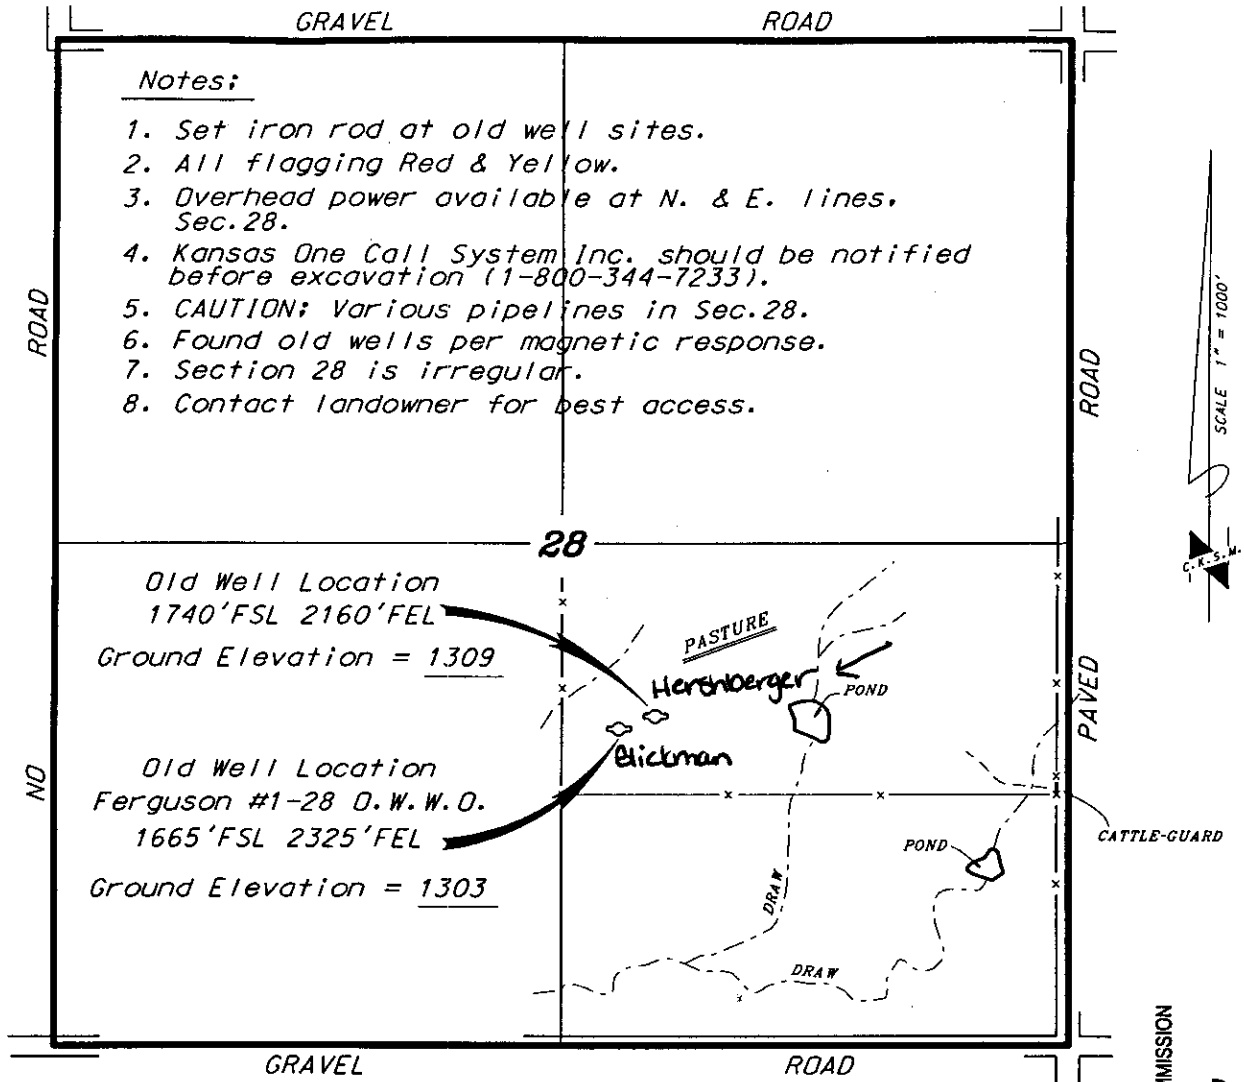 GRAVEL ROAD
Notes:
1. Set iron rod at old well sites.
2. All flagging Red & Yellow.
3. Overhead power available at N. & E. lines,
Sec.28.
4. Kansas One Call System Inc. should be notified
before excavation (1-800-344-7233).
5. CAUTION: Various pipelines in Sec.28.
6. Found old wells per magnetic response.
7. Section 28 is irregular.
8. Contact landowner for best access.
ROAD
ROAD
SCALE 1" = 1000'
C.K.S.M.
28
Old Well Location
1740'FSL 2160'FEL
Ground Elevation = 1309
PASTURE
Hershberger
POND
Blickman
PAVED
NO
Old Well Location
Ferguson #1-28 O.W.W.O.
1665'FSL 2325'FEL
Ground Elevation = 1303
POND
CATTLE-GUARD
DRAW
DRAW
GRAVEL ROAD